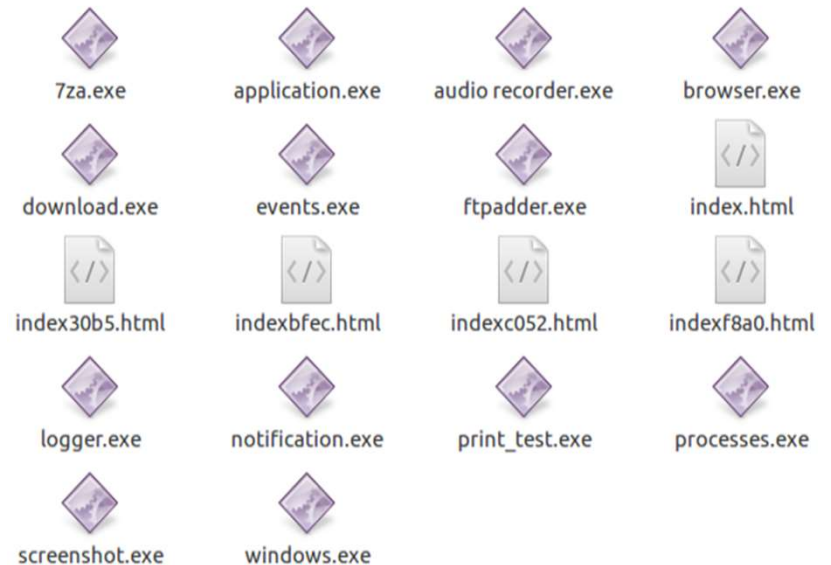 7za.exe
application.exe
audio recorder.exe
browser.exe
download.exe
events.exe
ftpadder.exe
index.html
index30b5.html
indexbfec.html
indexc052.html
indexf8a0.html
logger.exe
notification.exe
print_test.exe
processes.exe
screenshot.exe
windows.exe